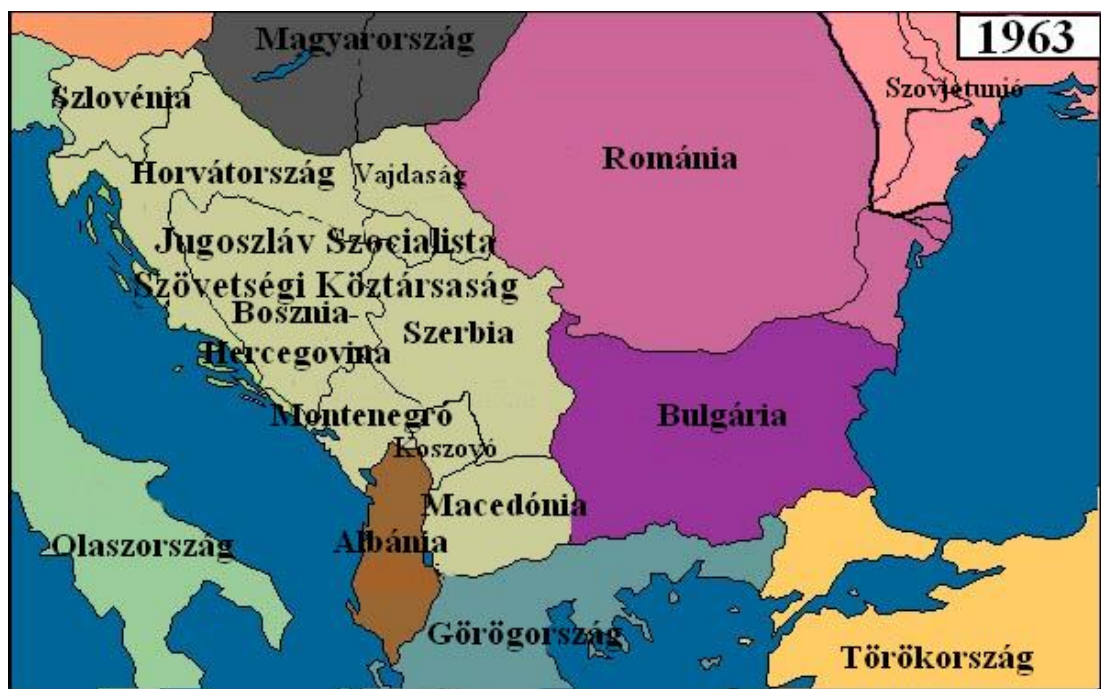 1963
Magyarország
Szovjetunió
Szlovénia
Románia
Horvátország
Vajdaság
Jugoszláv Szocialista
Szövetségi Köztársaság
Bosznia-
Hercegovina
Szerbia
Montenegró
Bulgária
Koszovó
Macedónia
Olaszország
Albánia
Görögország
Törökország